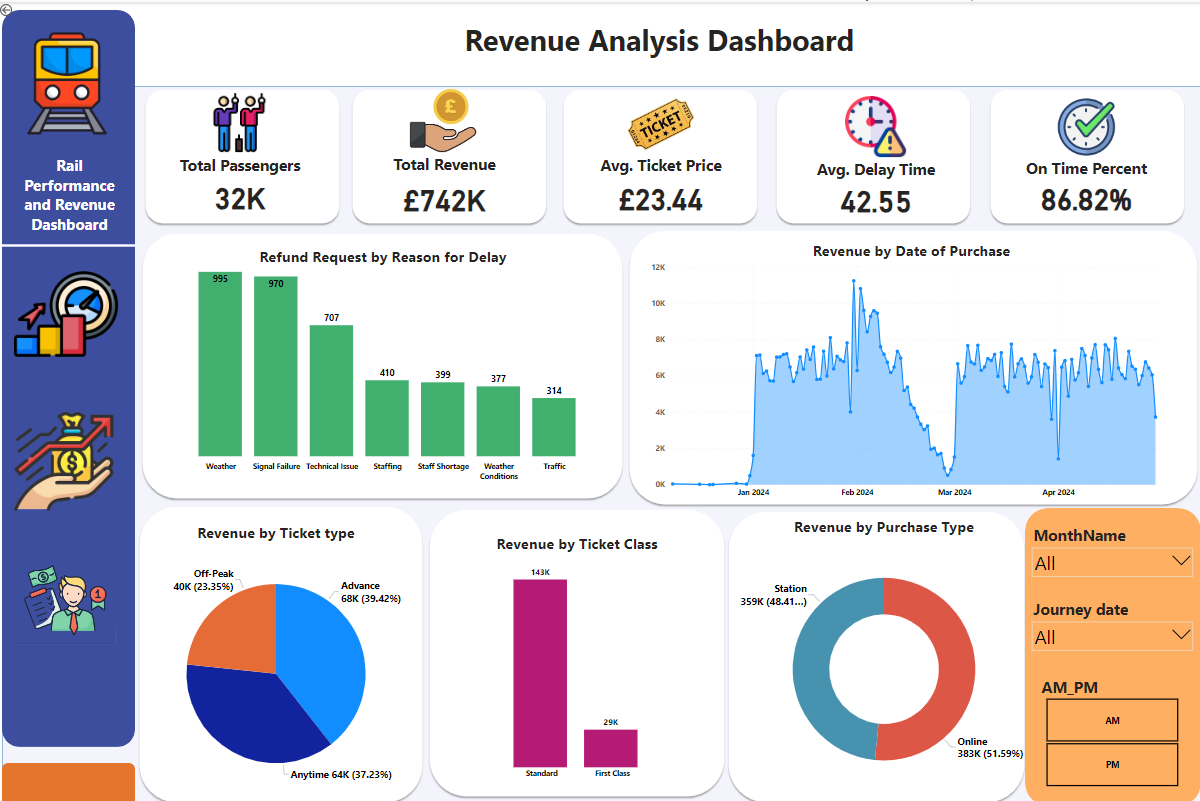 Revenue Analysis Dashboard
Rail
Performance
and Revenue
Dashboard
Total Passengers
32K
£
Total Revenue
£742K
TICKET
Avg. Ticket Price
£23.44
Avg. Delay Time
42.55
On Time Percent
86.82%
Refund Request by Reason for Delay
995
970
707
410
399
377
314
Weather
Signal Failure
Technical Issue
Staffing
Staff Shortage
Weather
Conditions
Traffic
Revenue by Date of Purchase
12K
10K
8K
6K
4K
2K
0K
Jan 2024
Feb 2024
Mar 2024
Apr 2024
$
$
1
Revenue by Ticket type
Off-Peak
40K (23.35%)
Advance
68K (39.42%)
Anytime 64K (37.23%)
Revenue by Ticket Class
143K
29K
Standard
First Class
Revenue by Purchase Type
Station
359K (48.41...)
Online
383K (51.59%)
MonthName
All
Journey date
All
AM_PM
AM
PM